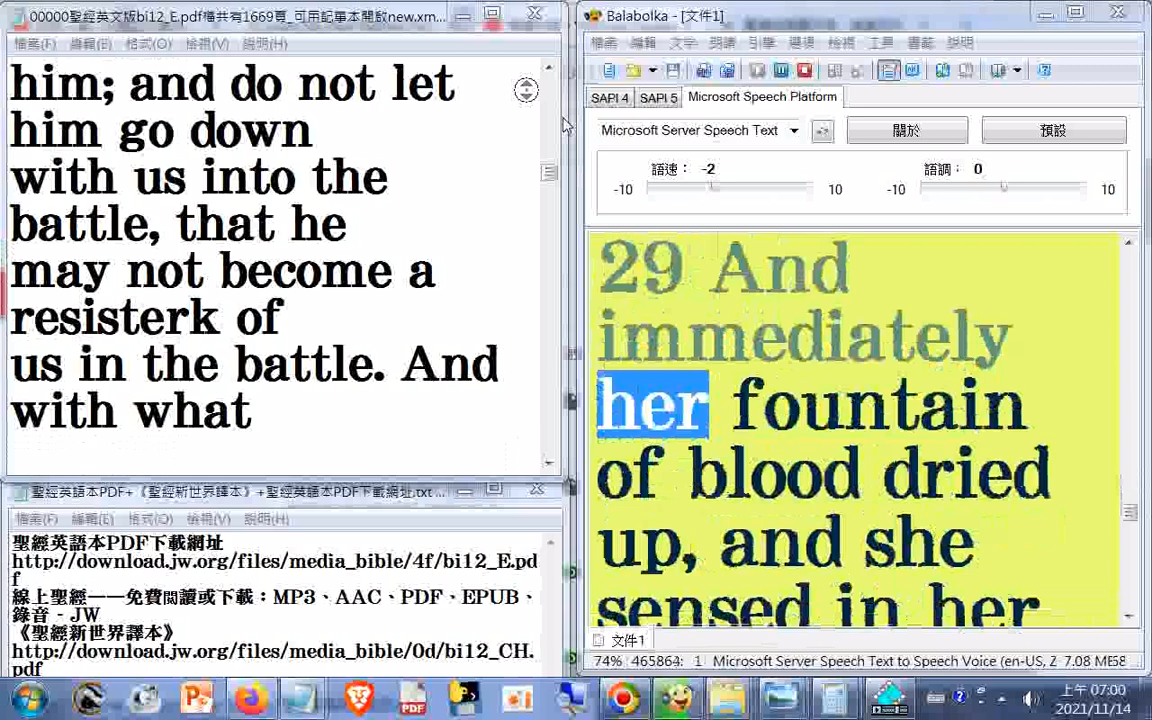 00000聖經英文版bi12_E.pdf檔共有1669頁_可用記事本開啟new.xm...
檔案(F) 編輯(E) 格式(O) 檢視(V) 說明(H)
him; and do not let
him go down
with us into the
battle, that he
may not become a
resisterk of
us in the battle. And
with what
聖經英語本PDF+《聖經新世界譯本》+聖經英語本PDF下載網址.txt ...
檔案(F) 編輯(E) 格式(O) 檢視(V) 說明(H)
聖經英語本PDF下載網址
http://download.jw.org/files/media_bible/4f/bi12_E.pd
f
線上聖經——免費閱讀或下載：MP3、AAC、PDF、EPUB、
錄音 - JW
《聖經新世界譯本》
http://download.jw.org/files/media_bible/0d/bi12_CH.
pdf
Balabolka - [文件1]
檔案 編輯 文字 朗讀 引擎 選項 檢視 工具 書籤 說明
SAPI 4 SAPI 5 Microsoft Speech Platform
Microsoft Server Speech Text 關於 預設
語速： -2 語調： 0
-10 10 -10 10
29 And
immediately
her fountain
of blood dried
up, and she
sensed in her
文件1
74% 465864: 1 Microsoft Server Speech Text to Speech Voice (en-US, Z 7.08 ME58
上午 07:00
2021/11/14